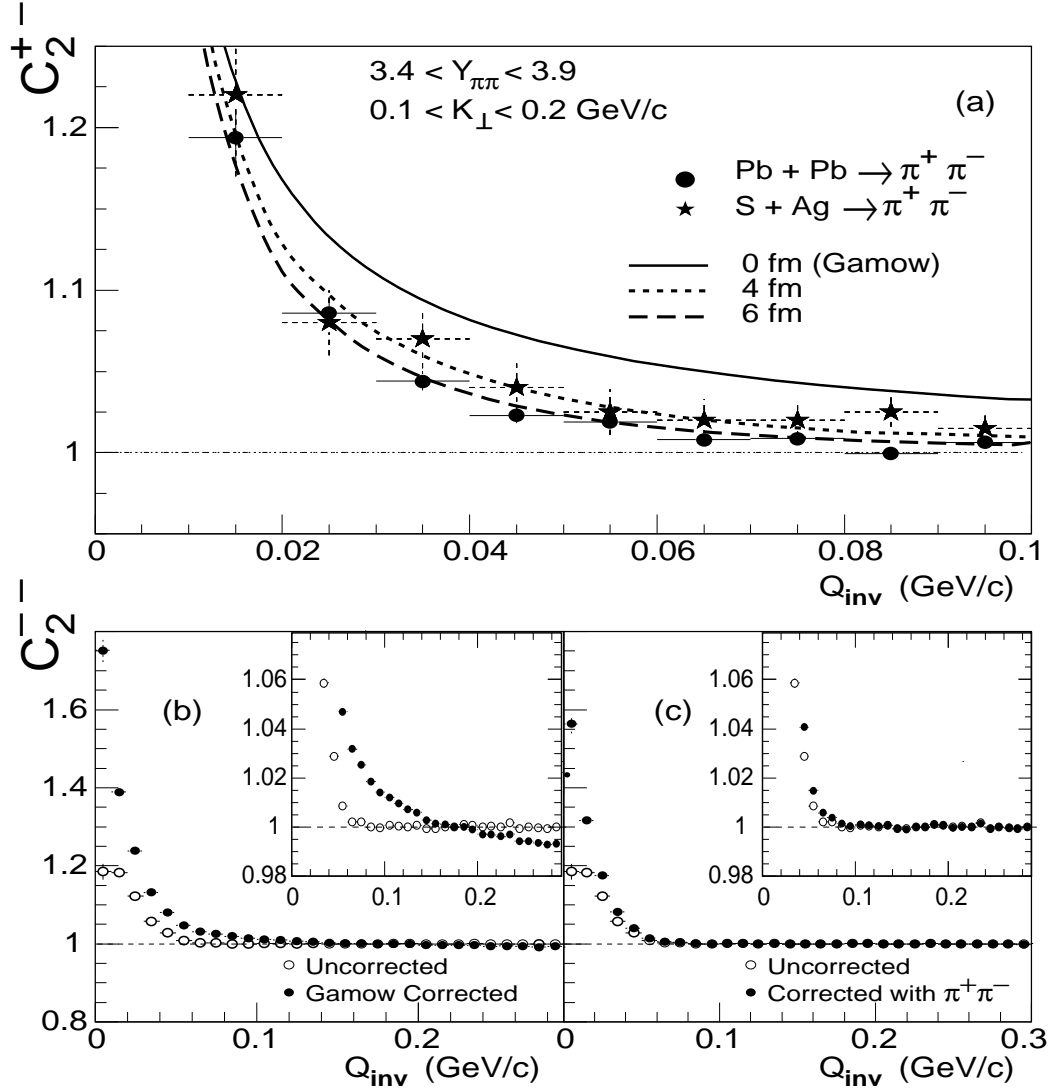 C₂⁺⁻
1.2
1.1
1
3.4 < Y_ππ < 3.9
0.1 < K_⊥ < 0.2 GeV/c
(a)
Pb + Pb → π⁺ π⁻
S + Ag → π⁺ π⁻
0 fm (Gamow)
4 fm
6 fm
0 0.02 0.04 0.06 0.08 0.1
Q_inv (GeV/c)
C₂⁻⁻
1.6
1.4
1.2
1
0.8
(b)
1.06
1.04
1.02
1
0.98
0 0.1 0.2
Uncorrected
Gamow Corrected
0 0.1 0.2
Q_inv (GeV/c)
(c)
1.06
1.04
1.02
1
0.98
0 0.1 0.2
Uncorrected
Corrected with π⁺π⁻
0 0.1 0.2 0.3
Q_inv (GeV/c)